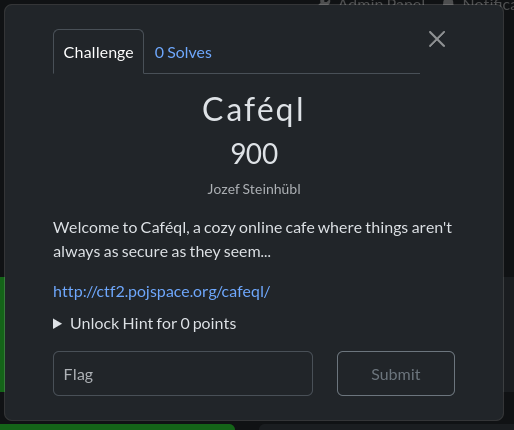 Admin Panel
Challenge
0 Solves
Caféql
900
Jozef Steinhübl
Welcome to Caféql, a cozy online cafe where things aren't
always as secure as they seem...
http://ctf2.pojspace.org/cafeql/
Unlock Hint for 0 points
Flag
Submit